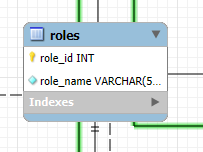 roles
role_id INT
role_name VARCHAR(5...
Indexes